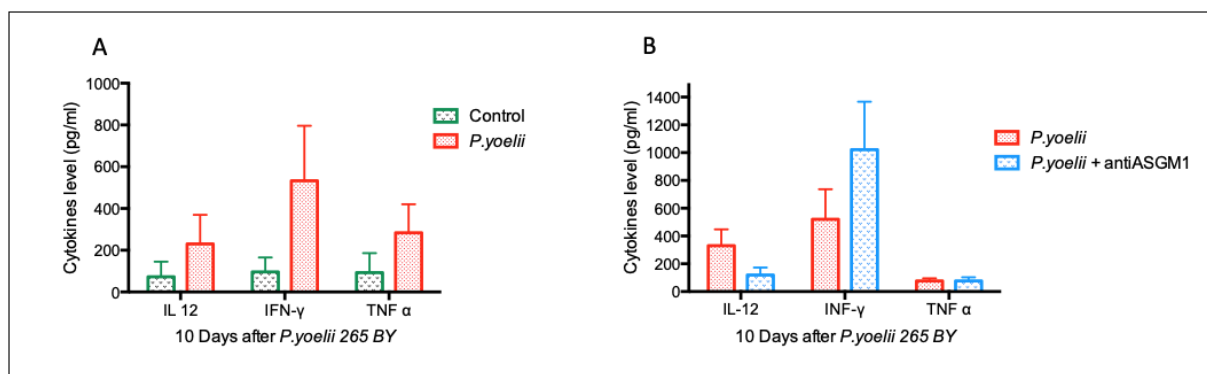 A
Cytokines level (pg/ml)
1000
800
600
400
200
0
IL 12
IFN-γ
TNF α
10 Days after P.yoelii 265 BY
Control
P.yoelii
B
Cytokines level (pg/ml)
1400
1200
1000
800
600
400
200
0
IL-12
INF-γ
TNF α
10 Days after P.yoelii 265 BY
P.yoelii
P.yoelii + antiASGM1